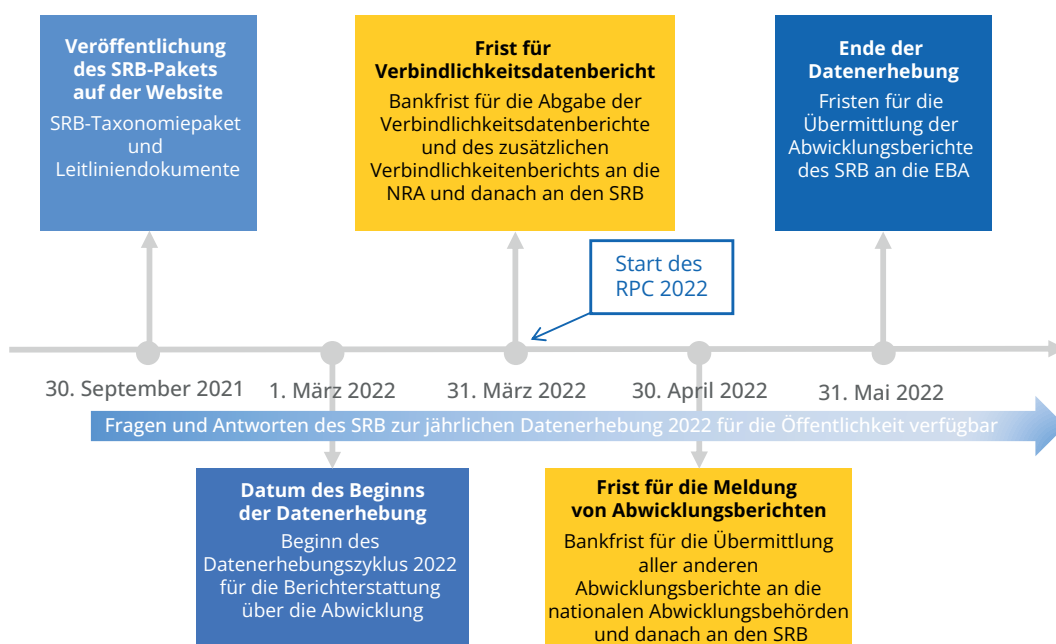 Veröffentlichung
des SRB-Pakets
auf der Website
SRB-Taxonomiepaket
und
Leitliniendokumente
Frist für
Verbindlichkeitsdatenbericht
Bankfrist für die Abgabe der
Verbindlichkeitsdatenberichte
und des zusätzlichen
Verbindlichkeitenberichts an die
NRA und danach an den SRB
Ende der
Datenerhebung
Fristen für die
Übermittlung der
Abwicklungsberichte
des SRB an die EBA
Start des
RPC 2022
30. September 2021
1. März 2022
31. März 2022
30. April 2022
31. Mai 2022
Fragen und Antworten des SRB zur jährlichen Datenerhebung 2022 für die Öffentlichkeit verfügbar
Datum des Beginns
der Datenerhebung
Beginn des
Datenerhebungszyklus 2022
für die Berichterstattung
über die Abwicklung
Frist für die Meldung
von Abwicklungsberichten
Bankfrist für die Übermittlung
aller anderen
Abwicklungsberichte an die
nationalen Abwicklungsbehörden
und danach an den SRB